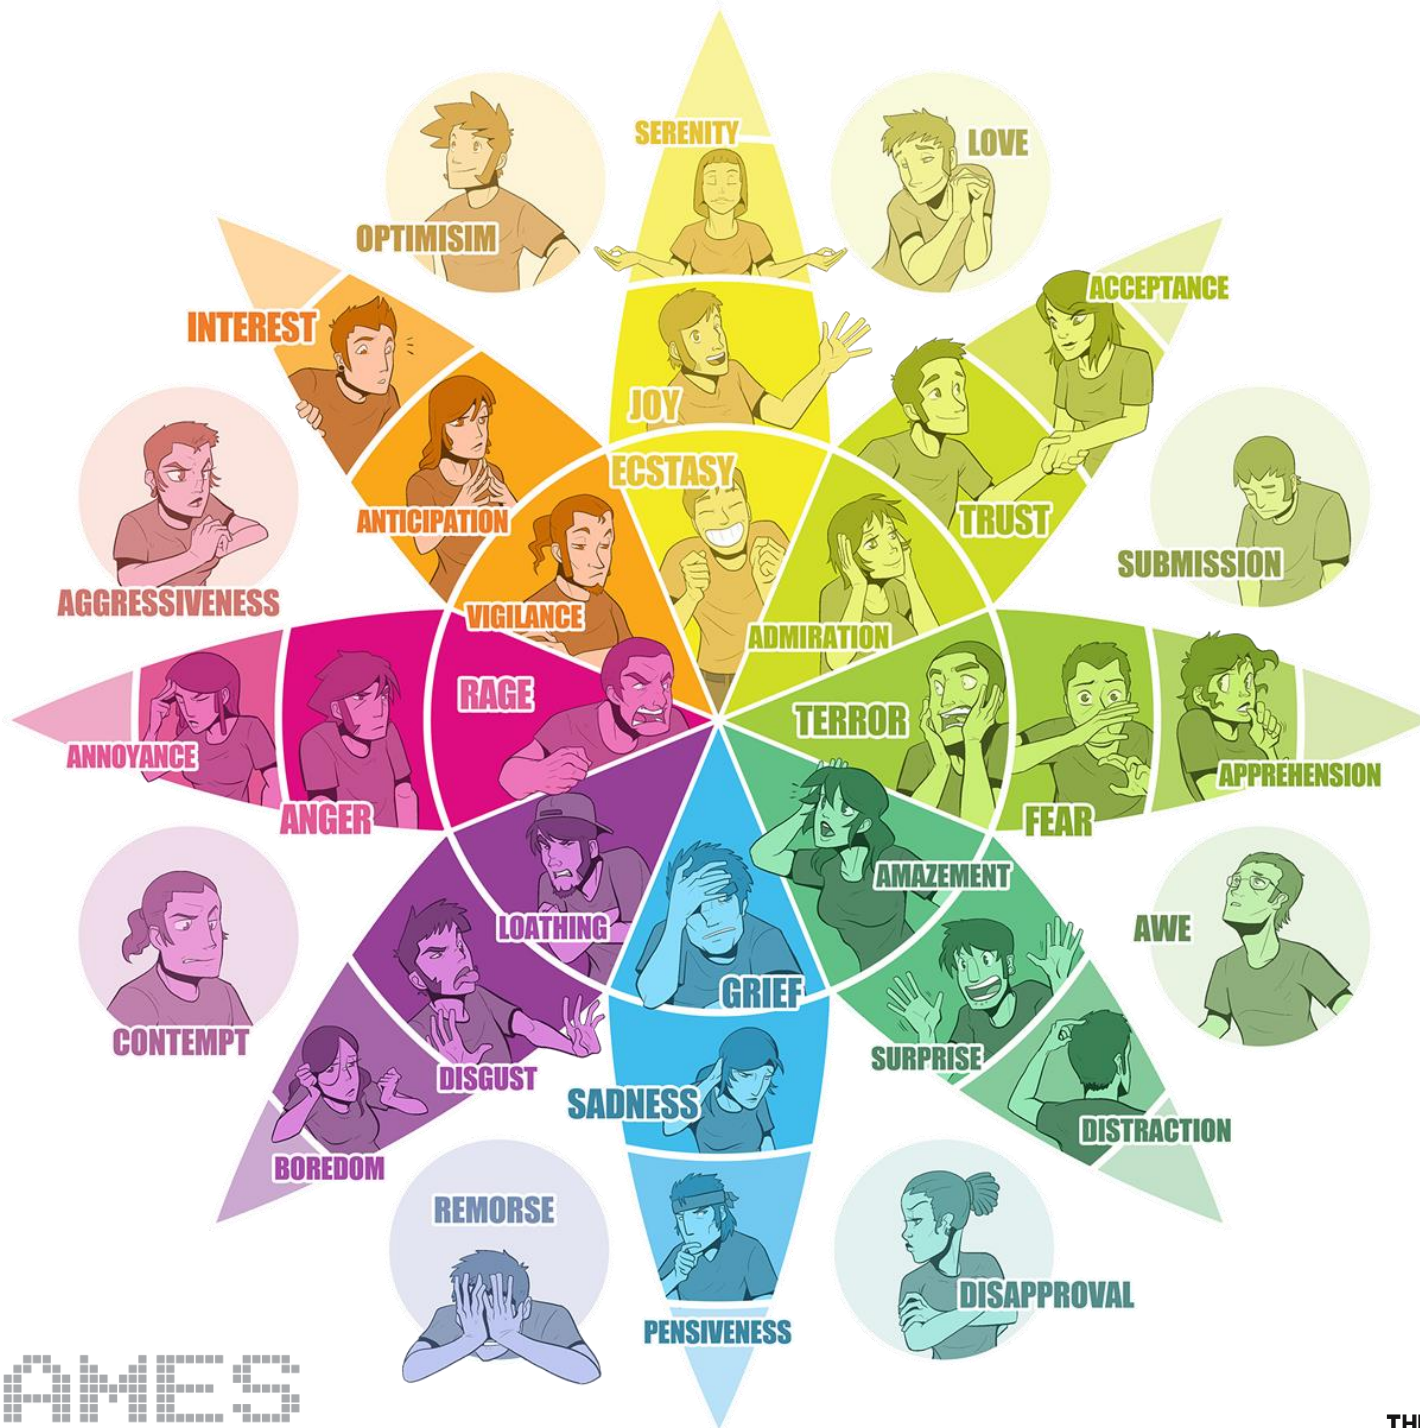 SERENITY
LOVE
OPTIMISIM
ACCEPTANCE
INTEREST
JOY
ECSTASY
ANTICIPATION
TRUST
SUBMISSION
AGGRESSIVENESS
VIGILANCE
ADMIRATION
RAGE
TERROR
ANNOYANCE
APPREHENSION
ANGER
FEAR
AMAZEMENT
LOATHING
AWE
GRIEF
CONTEMPT
SURPRISE
DISGUST
SADNESS
DISTRACTION
BOREDOM
REMORSE
DISAPPROVAL
PENSIVENESS
AMES